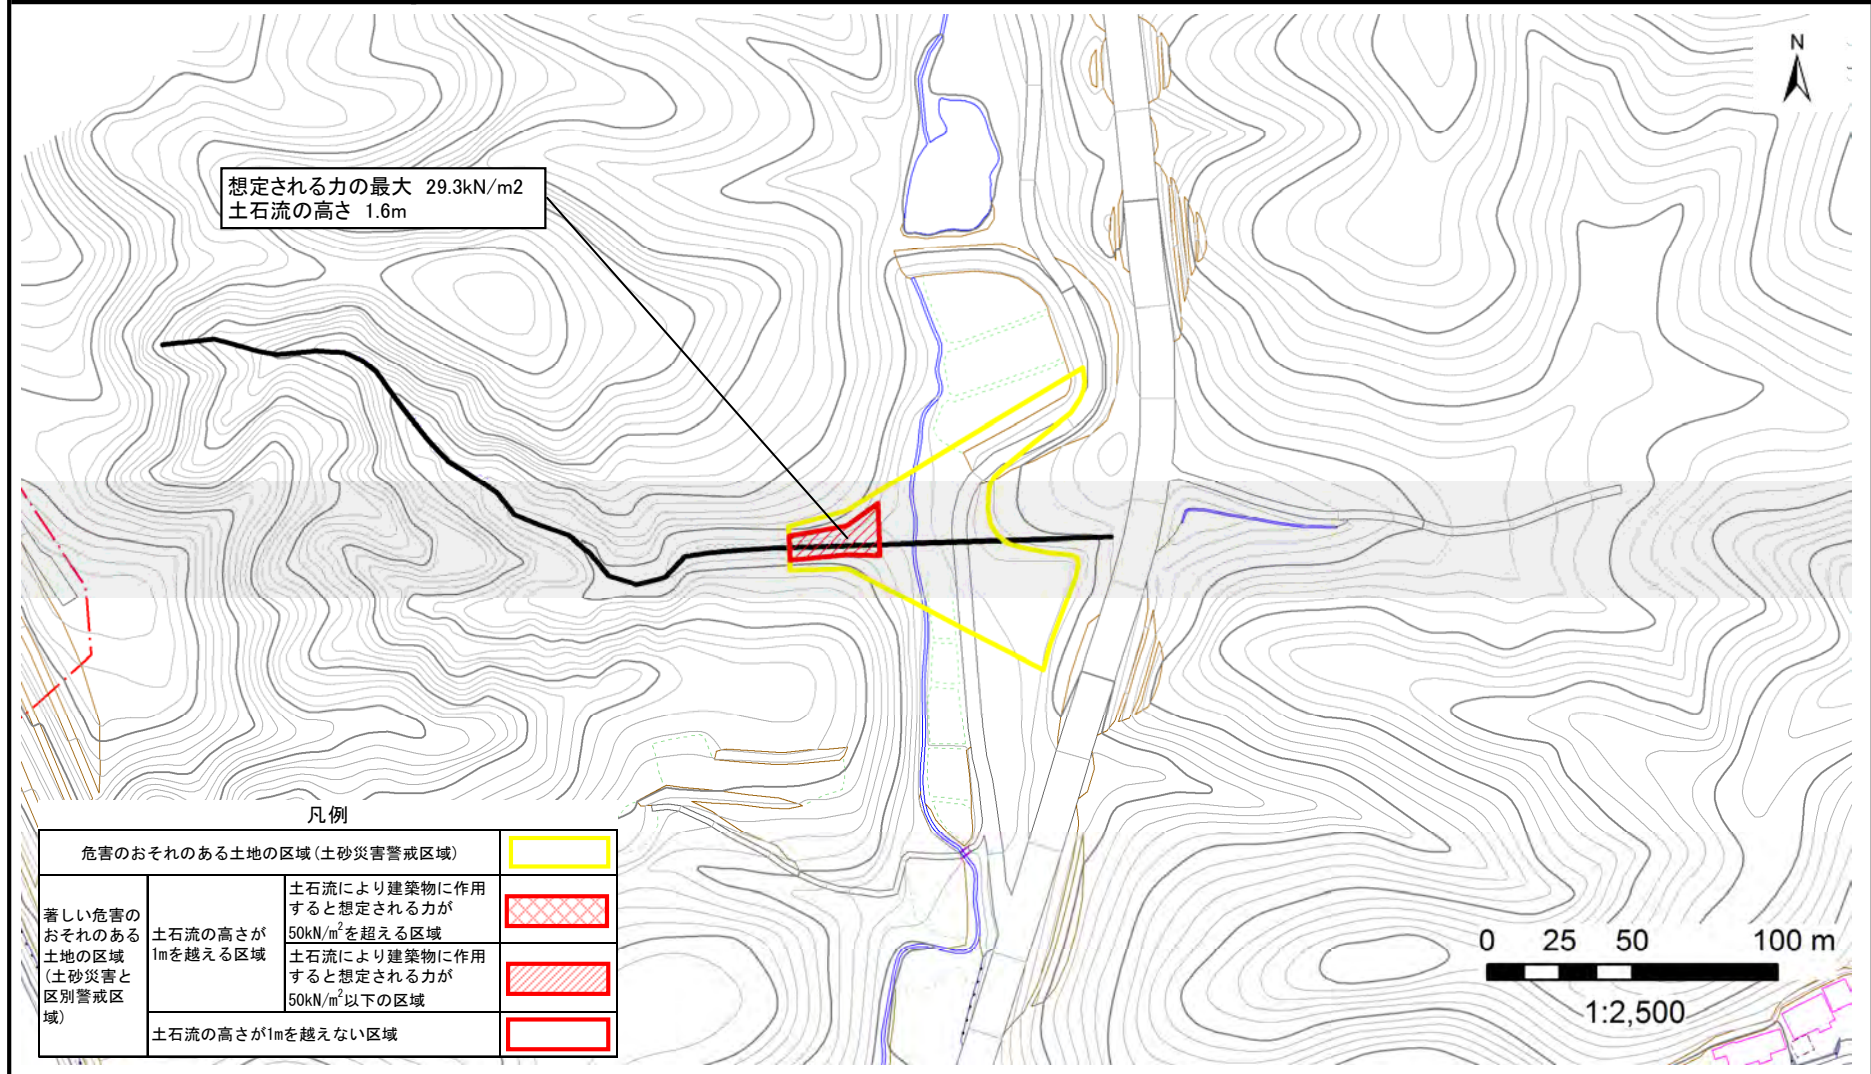 N
想定される力の最大 29.3kN/m2
土石流の高さ 1.6m
凡例
危害のおそれのある土地の区域(土砂災害警戒区域)
著しい危害の
おそれのある
土地の区域
(土砂災害と
区別警戒区
域)
土石流の高さが
1mを越える区域
土石流により建築物に作用
すると想定される力が
50kN/m²を超える区域
土石流により建築物に作用
すると想定される力が
50kN/m²以下の区域
土石流の高さが1mを越えない区域
0 25 50 100 m
1:2,500